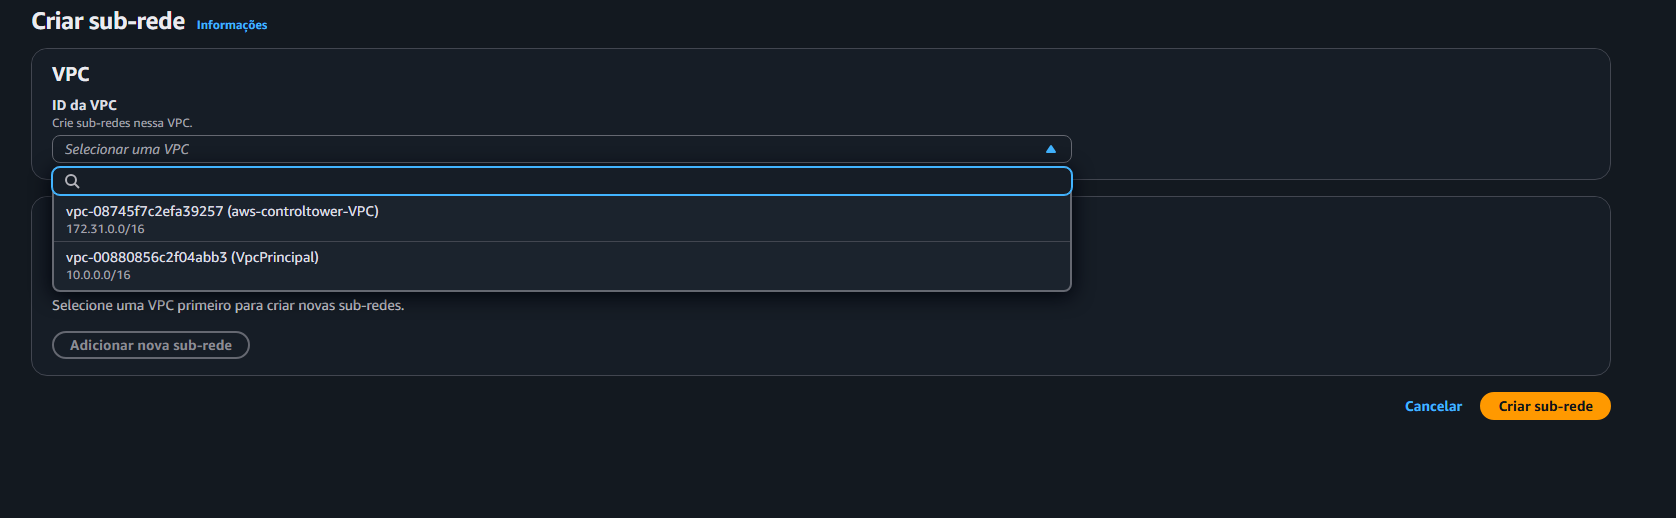 Criar sub-rede Informações
VPC
ID da VPC
Crie sub-redes nessa VPC.
Selecionar uma VPC
vpc-08745f7c2efa39257 (aws-controltower-VPC)
172.31.0.0/16
vpc-00880856c2f04abb3 (VpcPrincipal)
10.0.0.0/16
Selecione uma VPC primeiro para criar novas sub-redes.
Adicionar nova sub-rede
Cancelar Criar sub-rede